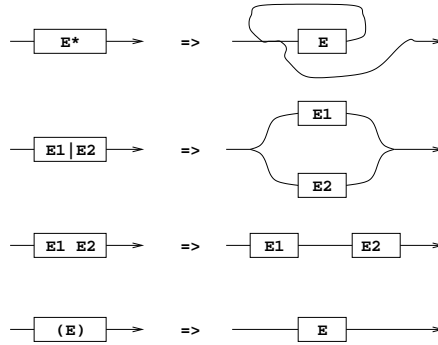 E* => E
E1|E2 => E1
E2
E1 E2 => E1 E2
(E) => E